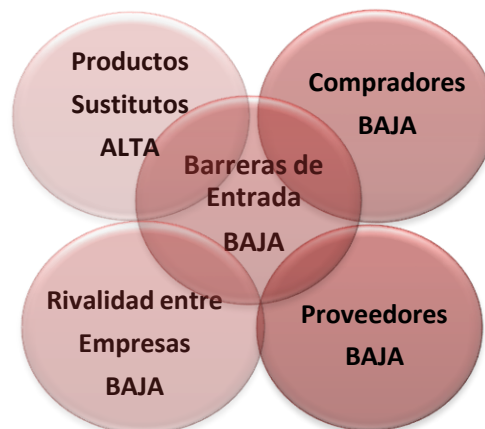 Productos
Sustitutos
ALTA
Compradores
BAJA
Barreras de
Entrada
BAJA
Rivalidad entre
Empresas
BAJA
Proveedores
BAJA